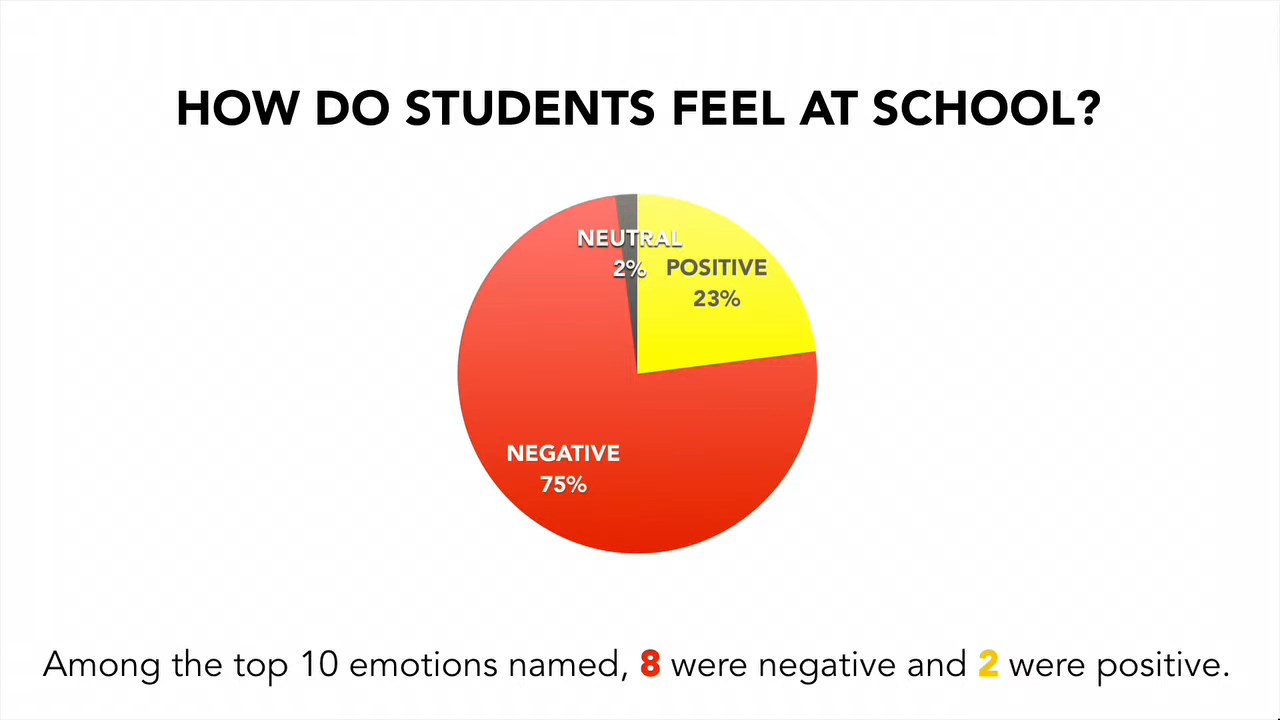 HOW DO STUDENTS FEEL AT SCHOOL?
NEUTRAL
2%
POSITIVE
23%
NEGATIVE
75%
Among the top 10 emotions named, 8 were negative and 2 were positive.